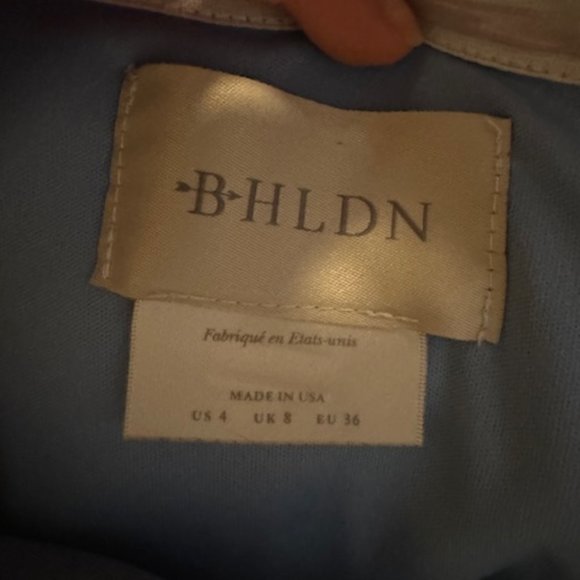 BHLDN
Fabriqué en Etats-unis
MADE IN USA
US 4 UK 8 EU 36